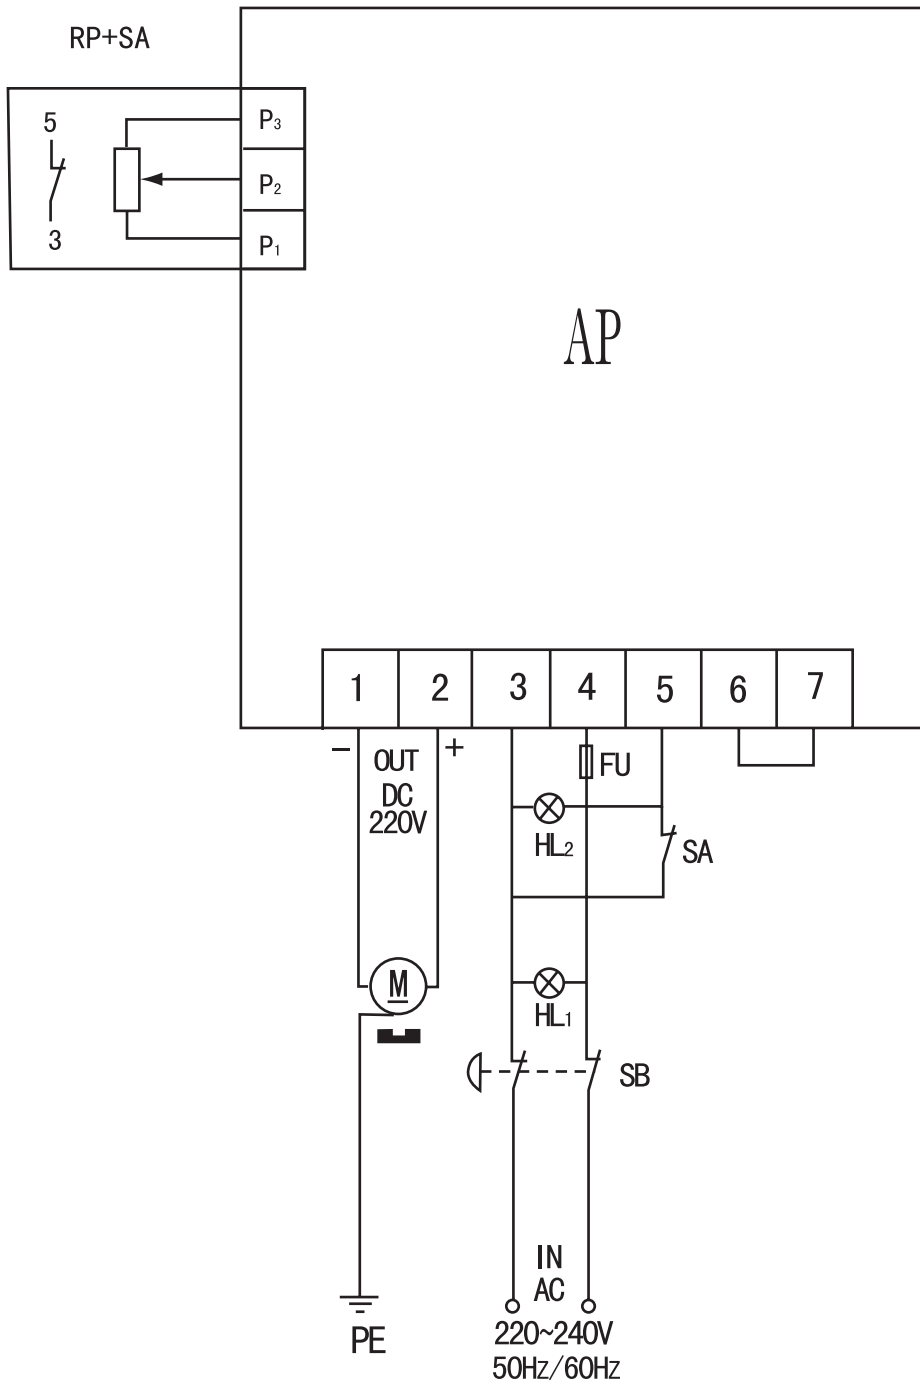 RP+SA
5
3
P3
P2
P1
AP
1 2 3 4 5 6 7
− +
OUT
DC
220V
FU
HL2
SA
M
HL1
SB
IN
AC
220~240V
50Hz/60Hz
PE